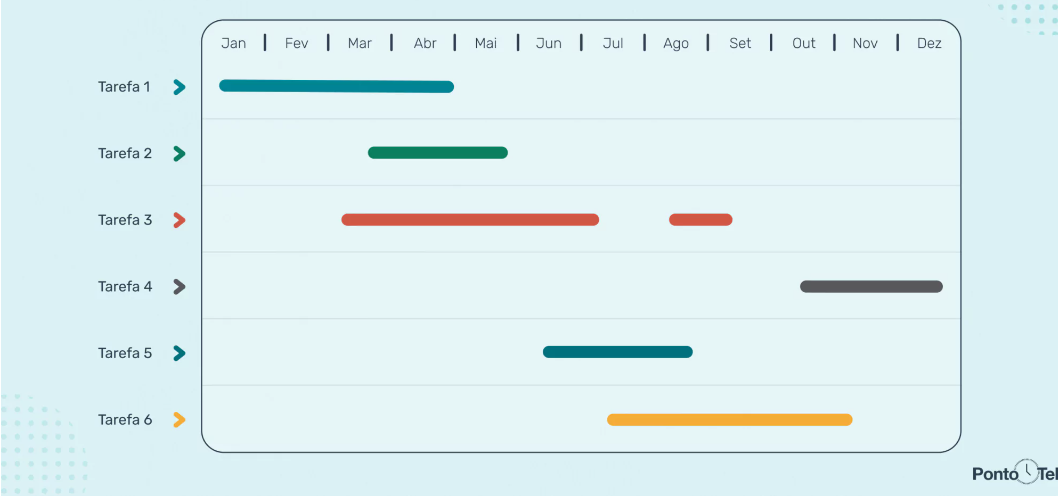 Jan | Fev | Mar | Abr | Mai | Jun | Jul | Ago | Set | Out | Nov | Dez
Tarefa 1
Tarefa 2
Tarefa 3
Tarefa 4
Tarefa 5
Tarefa 6
Ponto Tel